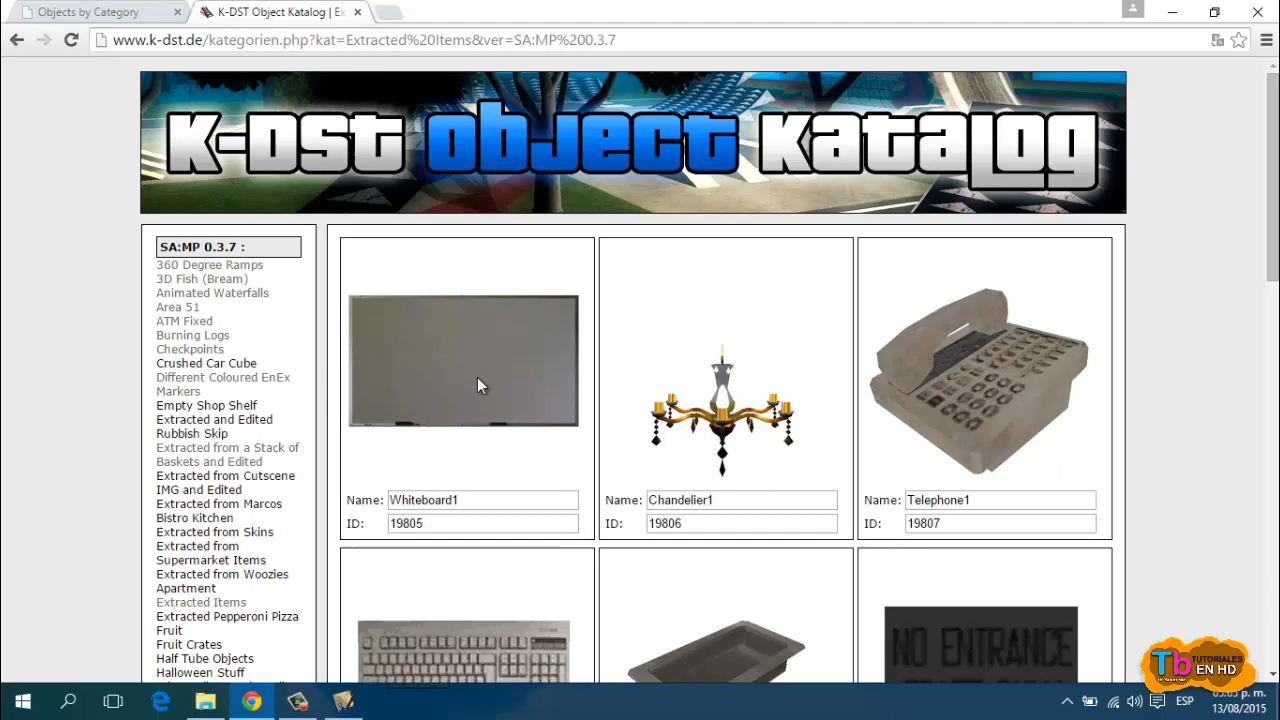 Objects by Category
K-DST Object Katalog | Ex
www.k-dst.de/kategorien.php?kat=Extracted%20Items&ver=SA:MP%200.3.7
K-DST OBJECT KATALOG
SA:MP 0.3.7 :
360 Degree Ramps
3D Fish (Bream)
Animated Waterfalls
Area 51
ATM Fixed
Burning Logs
Checkpoints
Crushed Car Cube
Different Coloured EnEx
Markers
Empty Shop Shelf
Extracted and Edited
Rubbish Skip
Extracted from a Stack of
Baskets and Edited
Extracted from Cutscene
IMG and Edited
Extracted from Marcos
Bistro Kitchen
Extracted from Skins
Extracted from
Supermarket Items
Extracted from Woozies
Apartment
Extracted Items
Extracted Pepperoni Pizza
Fruit
Fruit Crates
Half Tube Objects
Halloween Stuff
Name: Whiteboard1
ID: 19805
Name: Chandelier1
ID: 19806
Name: Telephone1
ID: 19807
NO ENTRANCE
Tb TUTORIALES
EN HD
ESP
05:05 p. m.
13/08/2015